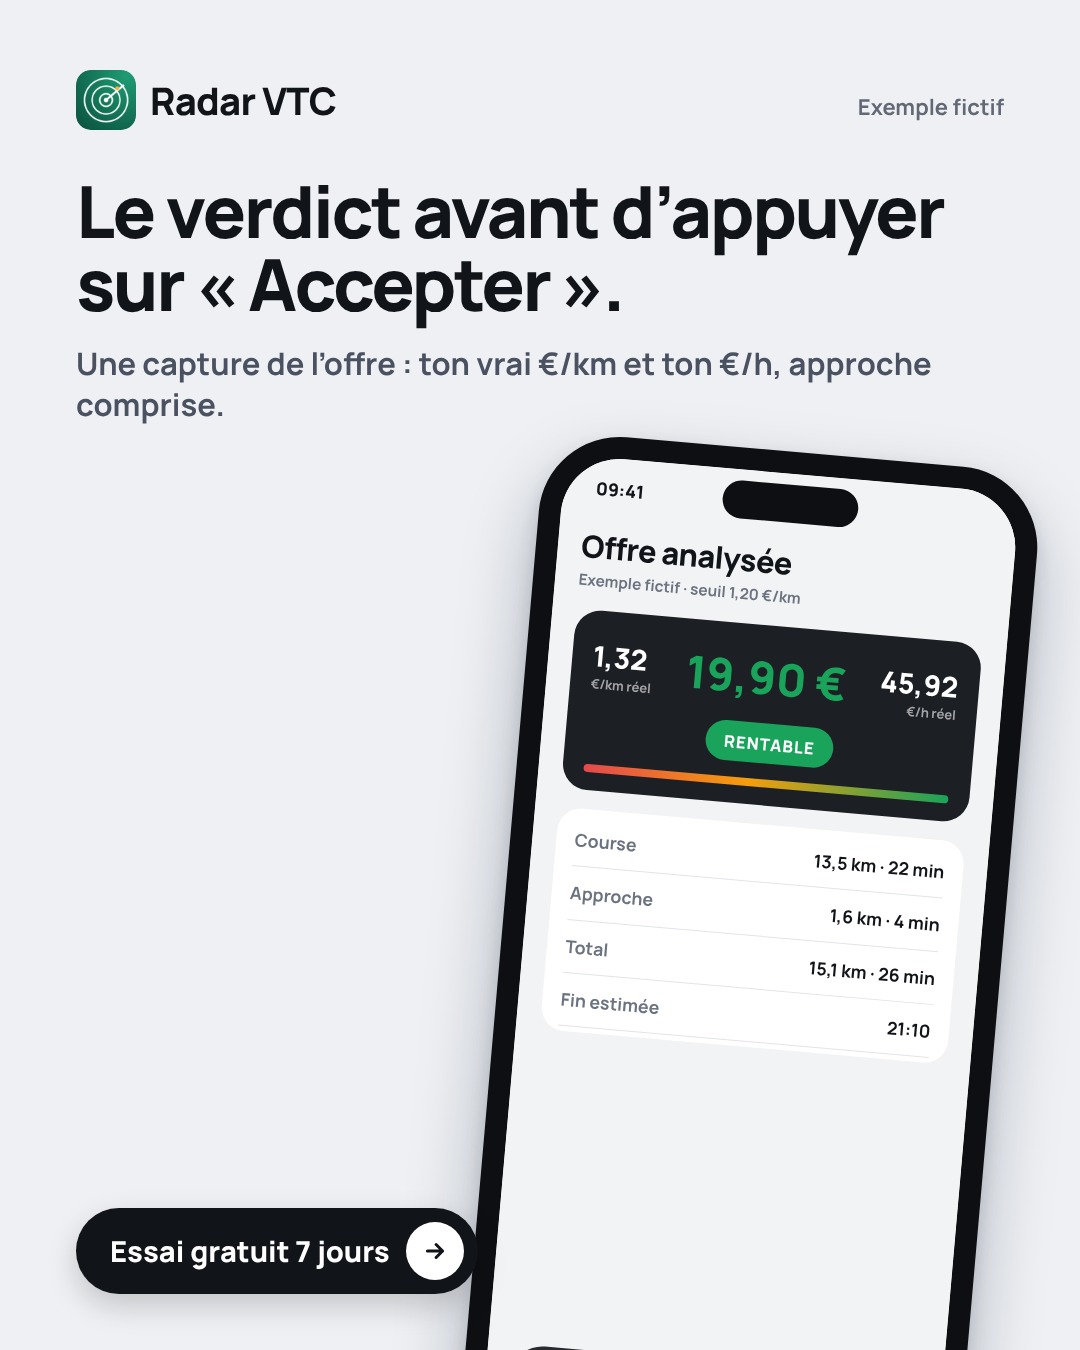 Radar VTC
Exemple fictif
Le verdict avant d’appuyer
sur « Accepter ».
Une capture de l’offre : ton vrai €/km et ton €/h, approche
comprise.
09:41
Offre analysée
Exemple fictif · seuil 1,20 €/km
1,32
€/km réel
19,90 €
45,92
€/h réel
RENTABLE
Course 13,5 km · 22 min
Approche 1,6 km · 4 min
Total 15,1 km · 26 min
Fin estimée 21:10
Essai gratuit 7 jours